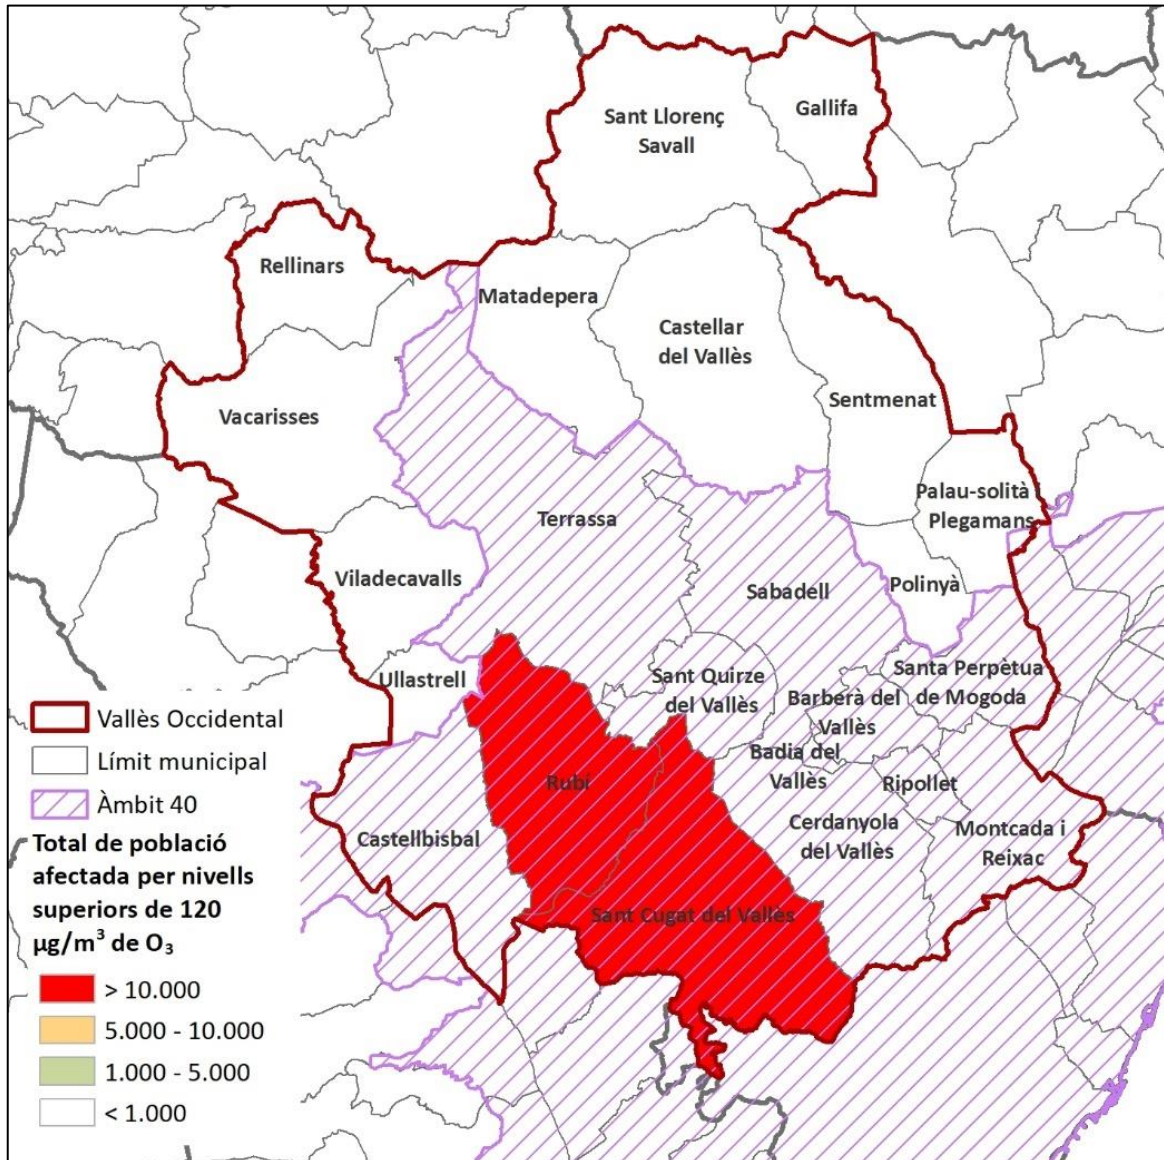 Sant Llorenç
Savall
Gallifa
Rellinars
Matadepera
Castellar
del Vallès
Vacarisses
Sentmenat
Palau-solità i
Plegamans
Terrassa
Viladecavalls
Sabadell
Polinyà
Ullastrell
Sant Quirze
del Vallès
Santa Perpètua
de Mogoda
Barberà del
Vallès
Badia del
Vallès
Rubí
Ripollet
Castellbisbal
Cerdanyola
del Vallès
Montcada i
Reixac
Sant Cugat del Vallès
Vallès Occidental
Límit municipal
Àmbit 40
Total de població
afectada per nivells
superiors de 120
µg/m³ de O₃
> 10.000
5.000 - 10.000
1.000 - 5.000
< 1.000